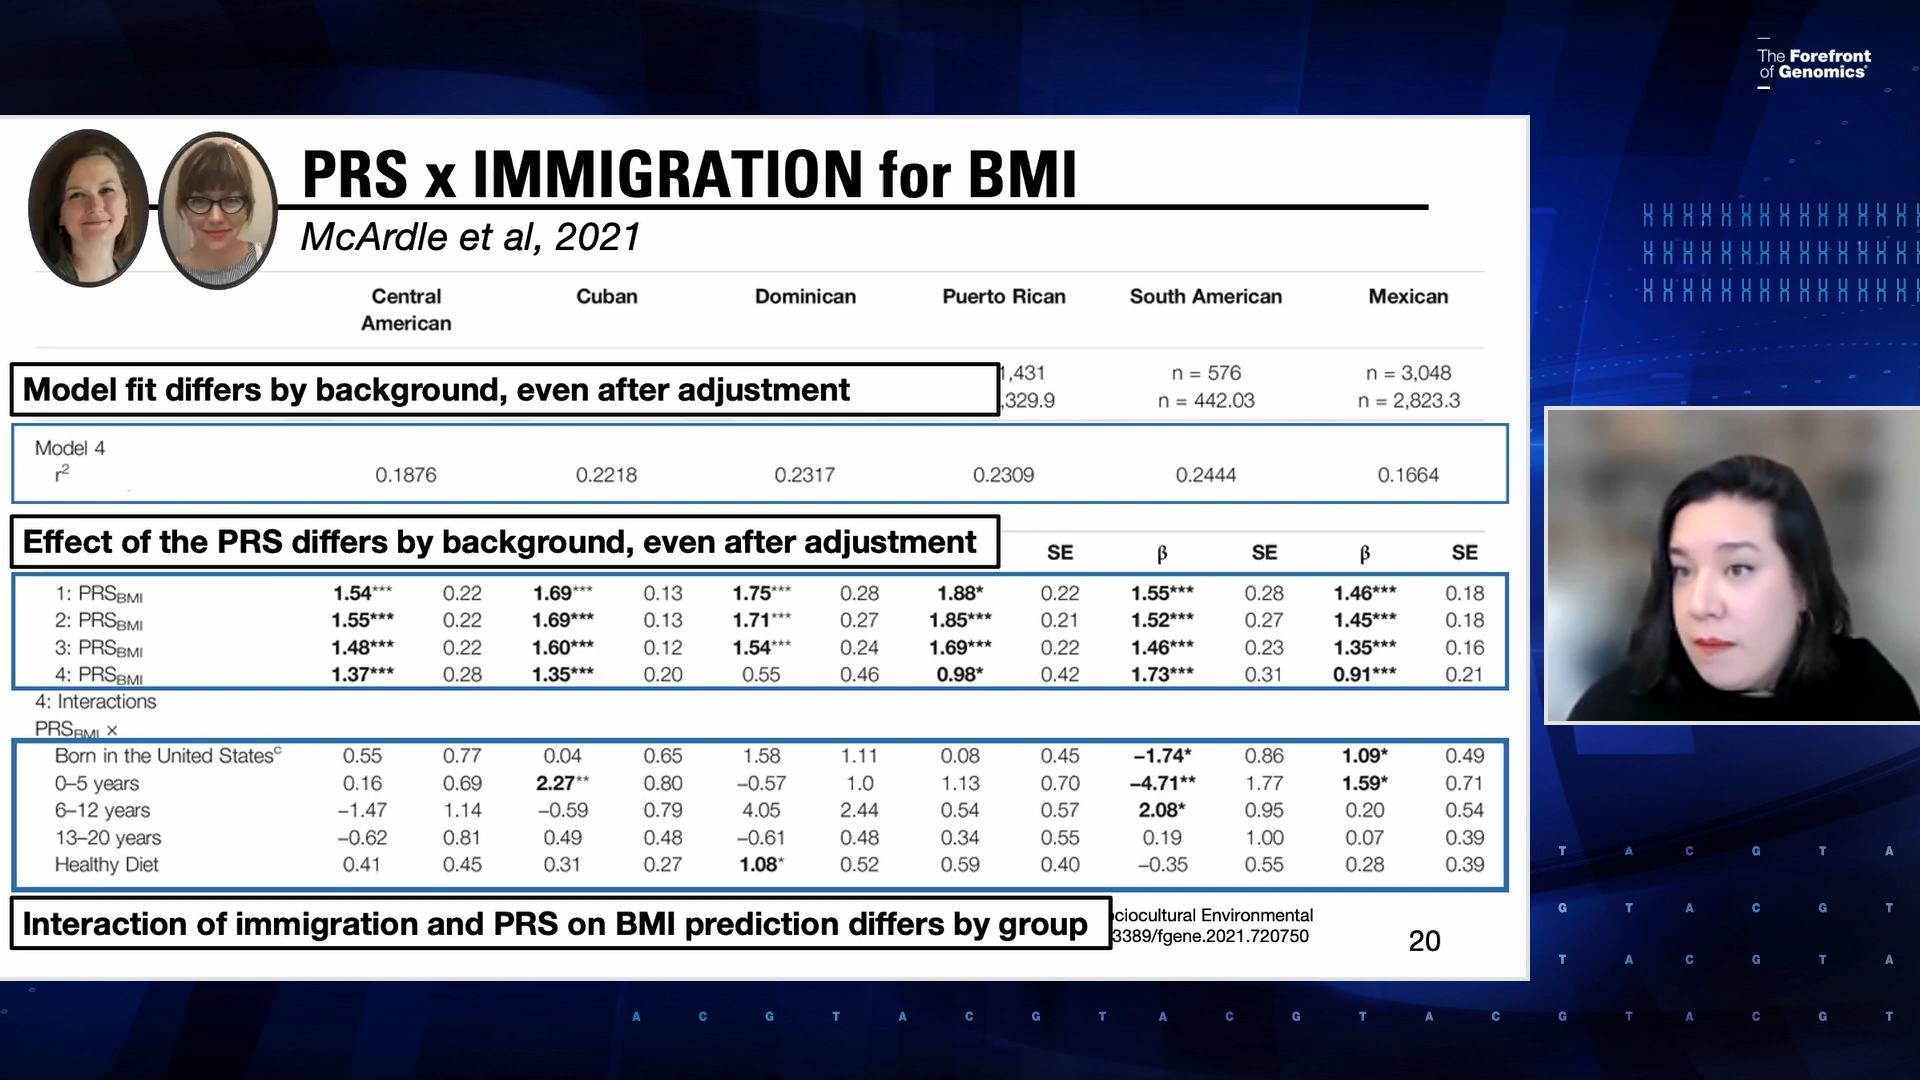 The Forefront
of Genomics®
PRS x IMMIGRATION for BMI
McArdle et al, 2021
Central American Cuban Dominican Puerto Rican South American Mexican
Model fit differs by background, even after adjustment
1,431 n = 576 n = 3,048
,329.9 n = 442.03 n = 2,823.3
Model 4
r² 0.1876 0.2218 0.2317 0.2309 0.2444 0.1664
Effect of the PRS differs by background, even after adjustment
SE β SE β SE
1: PRSBMI 1.54*** 0.22 1.69*** 0.13 1.75*** 0.28 1.88* 0.22 1.55*** 0.28 1.46*** 0.18
2: PRSBMI 1.55*** 0.22 1.69*** 0.13 1.71*** 0.27 1.85*** 0.21 1.52*** 0.27 1.45*** 0.18
3: PRSBMI 1.48*** 0.22 1.60*** 0.12 1.54*** 0.24 1.69*** 0.22 1.46*** 0.23 1.35*** 0.16
4: PRSBMI 1.37*** 0.28 1.35*** 0.20 0.55 0.46 0.98* 0.42 1.73*** 0.31 0.91*** 0.21
4: Interactions
PRSBMI ×
Born in the United Statesᶜ 0.55 0.77 0.04 0.65 1.58 1.11 0.08 0.45 −1.74* 0.86 1.09* 0.49
0–5 years 0.16 0.69 2.27** 0.80 −0.57 1.0 1.13 0.70 −4.71** 1.77 1.59* 0.71
6–12 years −1.47 1.14 −0.59 0.79 4.05 2.44 0.54 0.57 2.08* 0.95 0.20 0.54
13–20 years −0.62 0.81 0.49 0.48 −0.61 0.48 0.34 0.55 0.19 1.00 0.07 0.39
Healthy Diet 0.41 0.45 0.31 0.27 1.08* 0.52 0.59 0.40 −0.35 0.55 0.28 0.39
Interaction of immigration and PRS on BMI prediction differs by group
ciocultural Environmental
3389/fgene.2021.720750
20
T A C G T A
G T A C G T
T A C G T A
A C G T A C G T A C G T A C G T A C G T